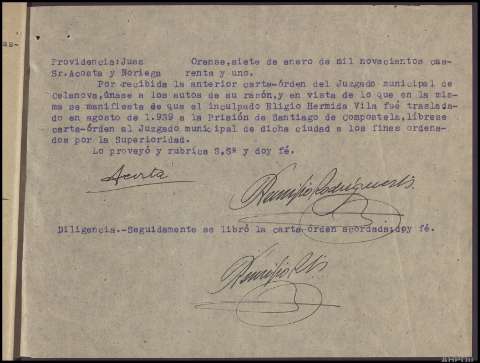 Providencia:Juez Orense,siete de enero de mil novecientos cua-
Sr.Acosta y Noriega renta y uno.
Por recibida la anterior carta-órden del Juzgado municipal de
Celanova,únase a los autos de su razón,y en vista de lo que en la mis-
ma se manifiesta de que el inculpado Eligio Hermida Vila fué traslada-
do en agosto de 1.939 a la Prisión de Santiago de Compostela,líbrese
carta-órden al Juzgado municipal de dicha ciudad a los fines ordena-
dos por la Superioridad.
Lo proveyó y rubrica S.Sª y doy fé.
Acosta
Diligencia.-Seguidamente se libró la carta-órden acordada;doy fé.